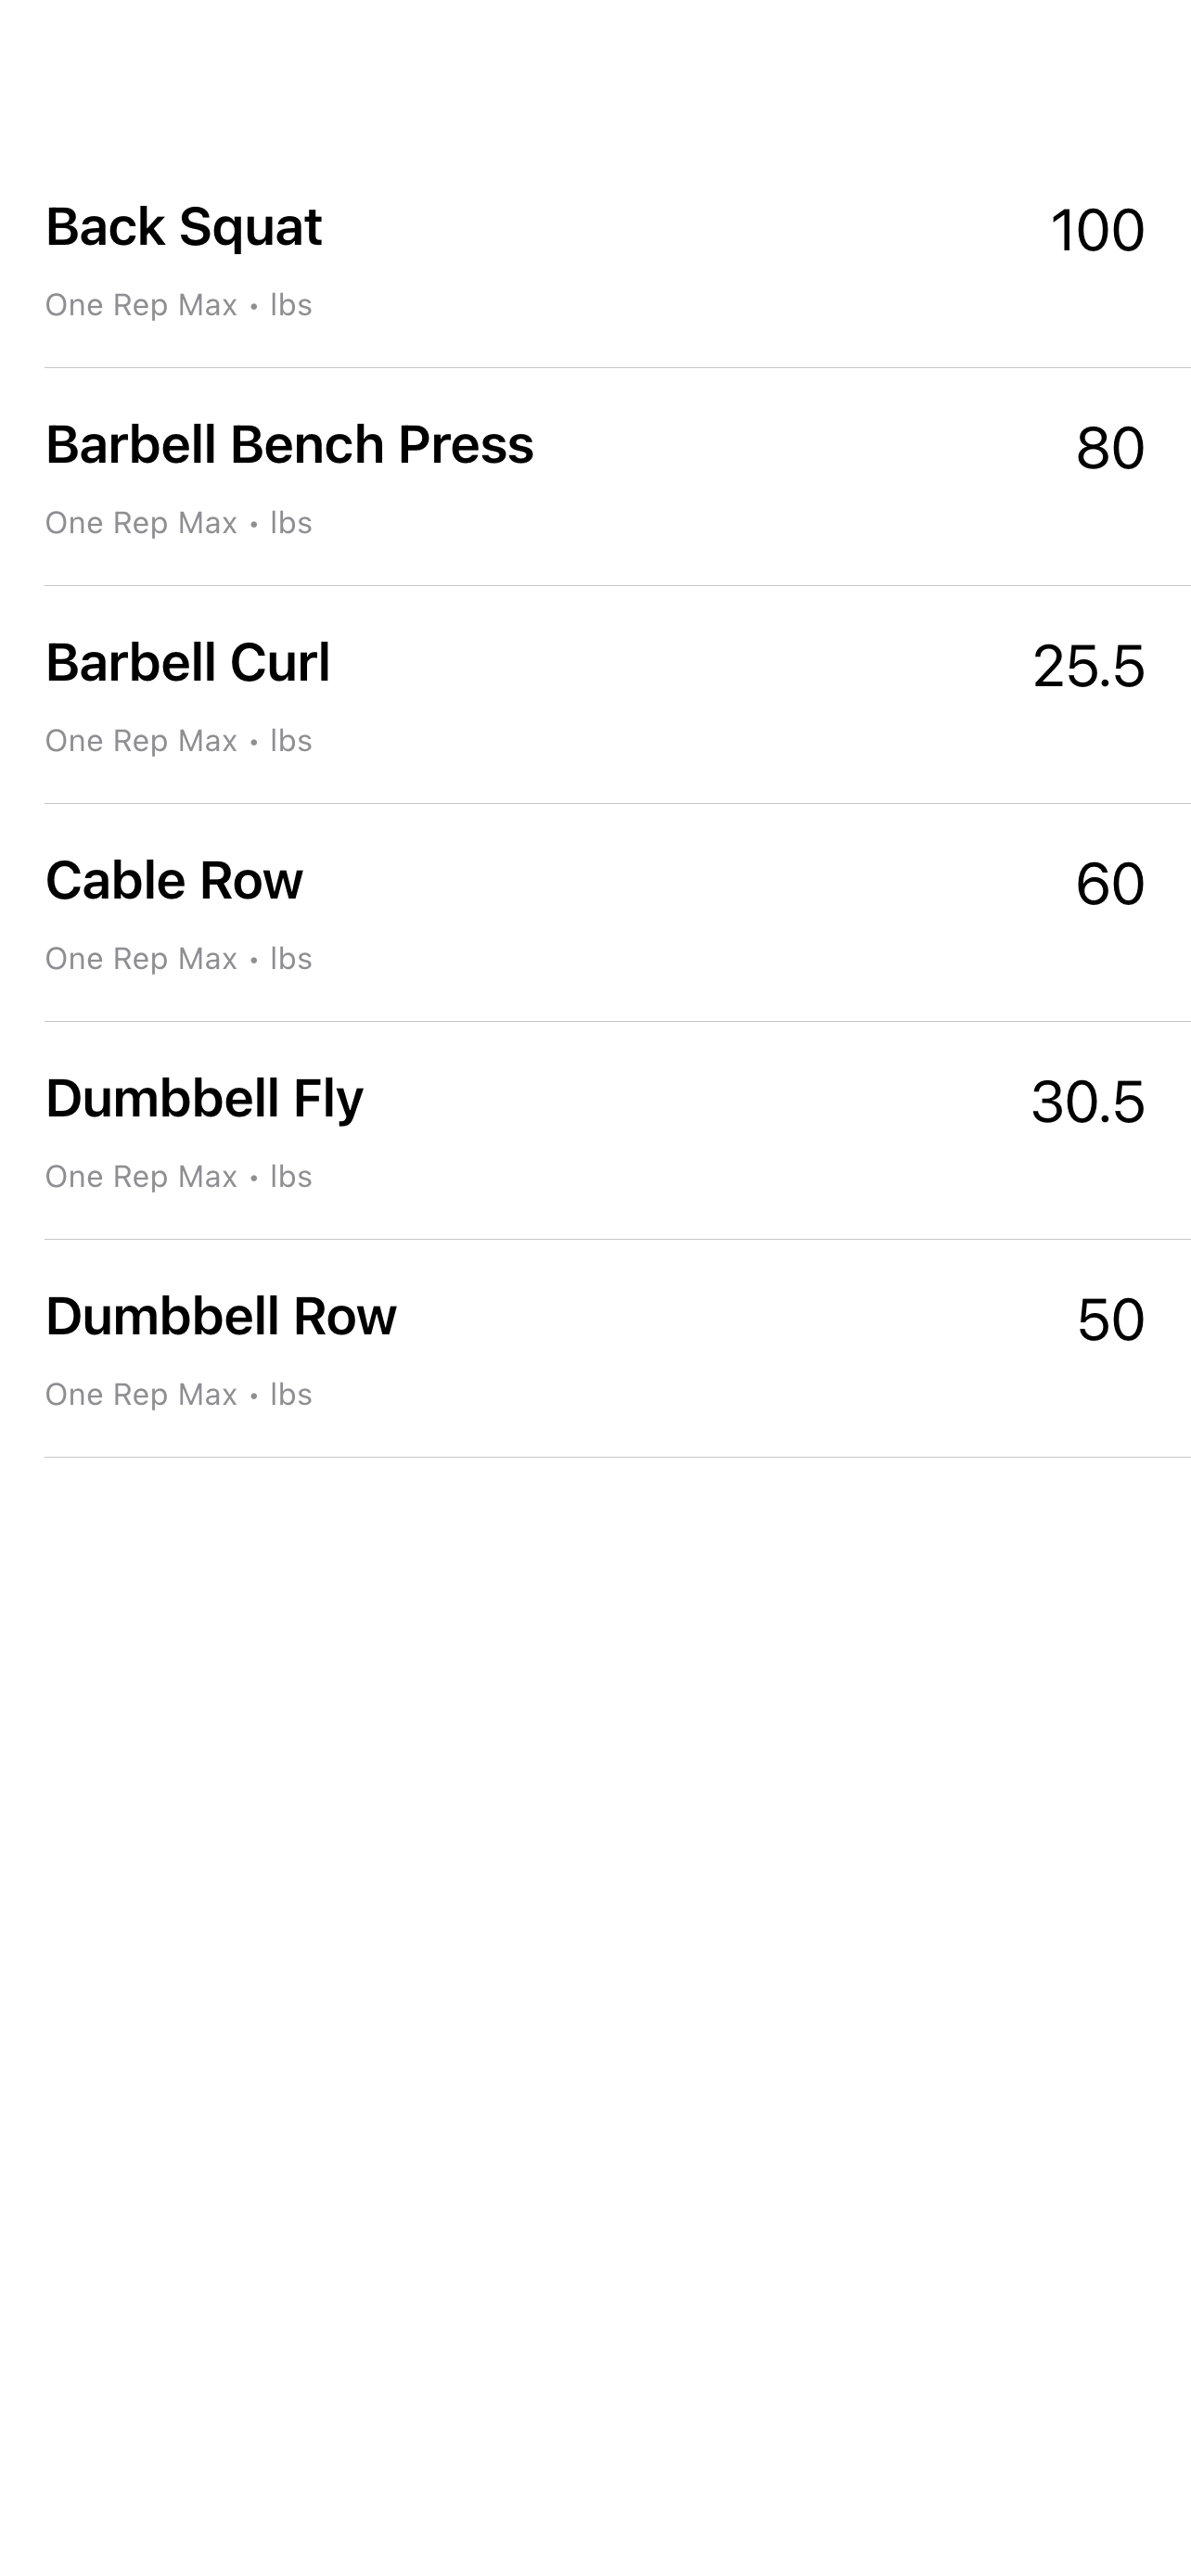 Back Squat 100
One Rep Max • lbs
Barbell Bench Press 80
One Rep Max • lbs
Barbell Curl 25.5
One Rep Max • lbs
Cable Row 60
One Rep Max • lbs
Dumbbell Fly 30.5
One Rep Max • lbs
Dumbbell Row 50
One Rep Max • lbs